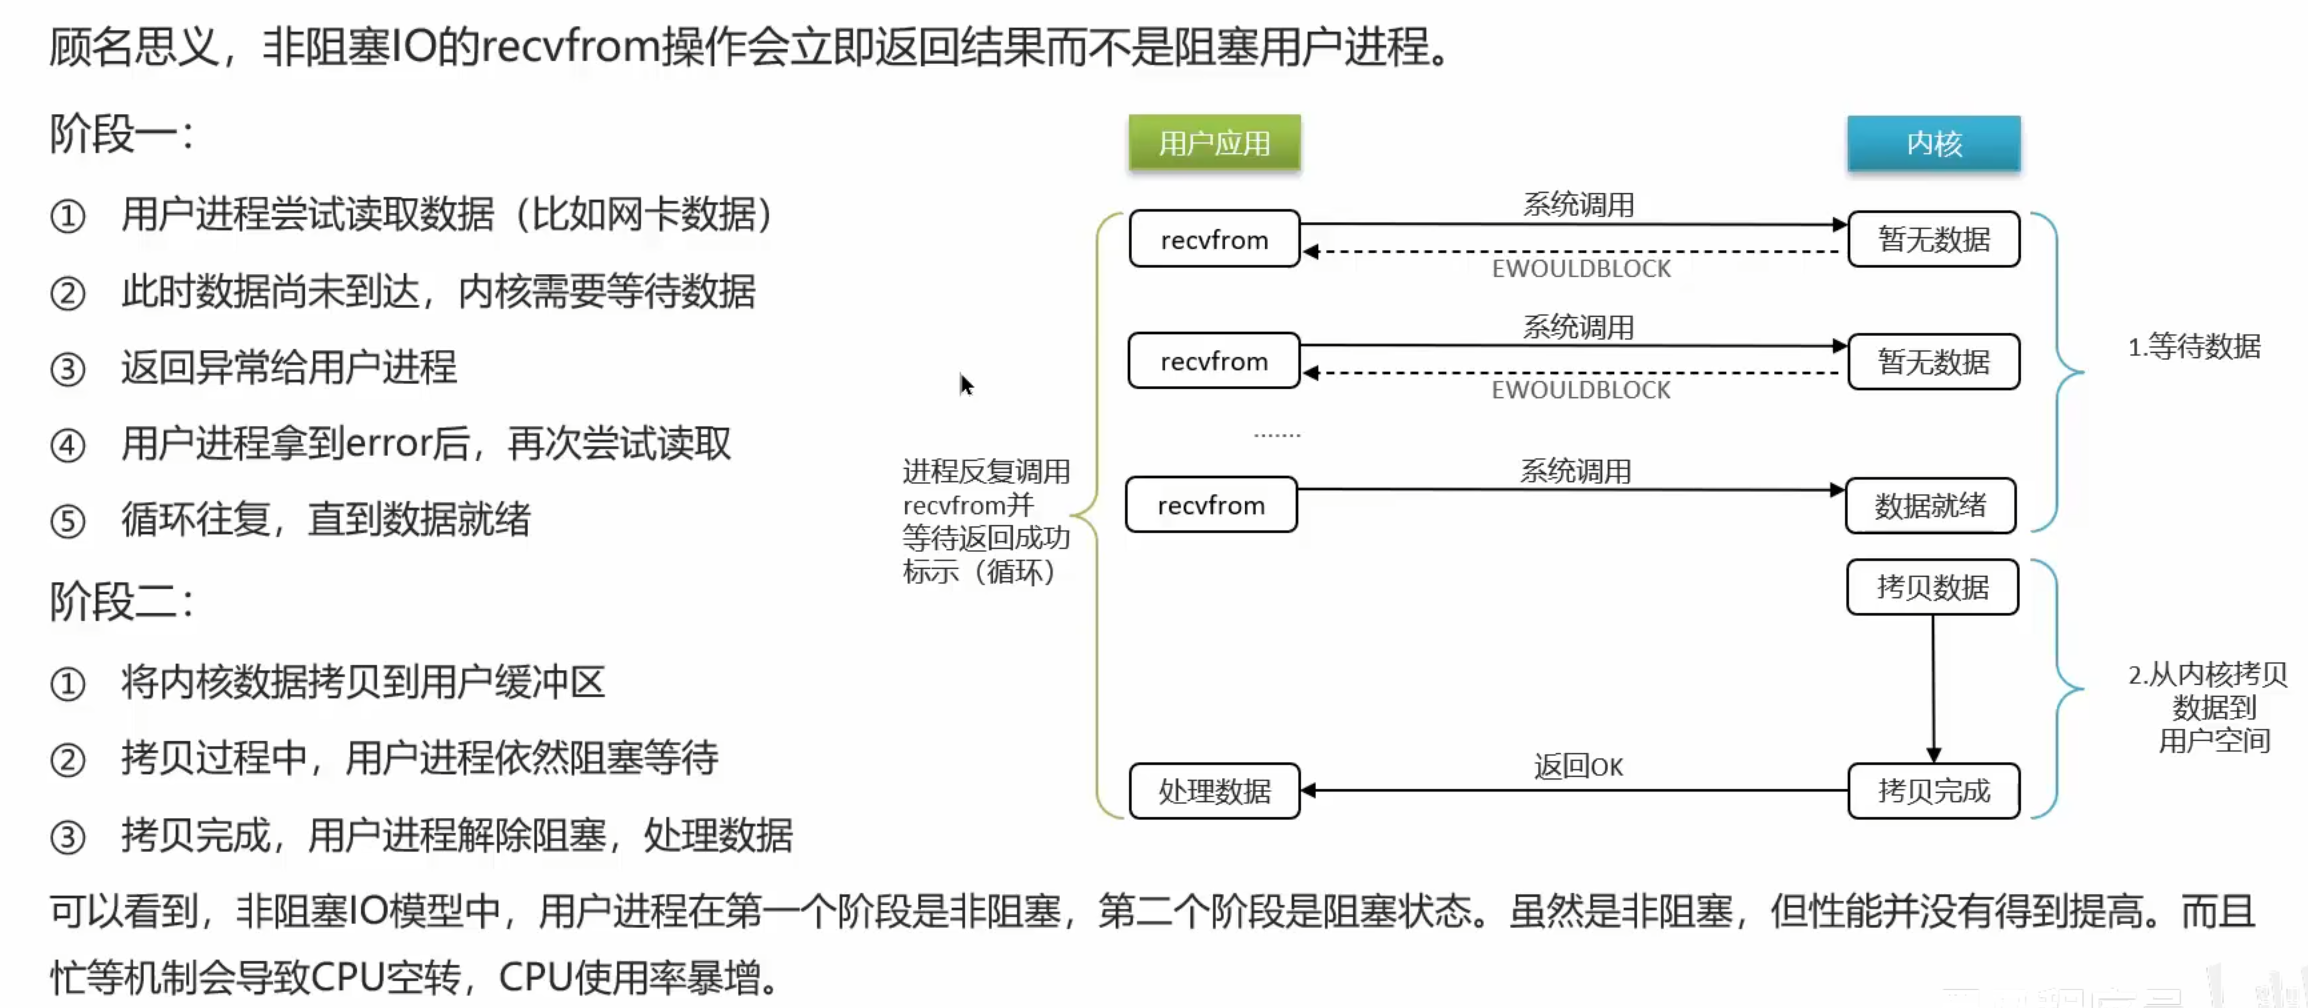 顾名思义，非阻塞IO的recvfrom操作会立即返回结果而不是阻塞用户进程。
阶段一：
① 用户进程尝试读取数据（比如网卡数据）
② 此时数据尚未到达，内核需要等待数据
③ 返回异常给用户进程
④ 用户进程拿到error后，再次尝试读取
⑤ 循环往复，直到数据就绪
阶段二：
① 将内核数据拷贝到用户缓冲区
② 拷贝过程中，用户进程依然阻塞等待
③ 拷贝完成，用户进程解除阻塞，处理数据
用户应用
内核
recvfrom
系统调用
EWOULDBLOCK
暂无数据
recvfrom
系统调用
EWOULDBLOCK
暂无数据
.......
recvfrom
系统调用
数据就绪
1.等待数据
进程反复调用
recvfrom并
等待返回成功
标示（循环）
拷贝数据
2.从内核拷贝
数据到
用户空间
处理数据
返回OK
拷贝完成
可以看到，非阻塞IO模型中，用户进程在第一个阶段是非阻塞，第二个阶段是阻塞状态。虽然是非阻塞，但性能并没有得到提高。而且
忙等机制会导致CPU空转，CPU使用率暴增。